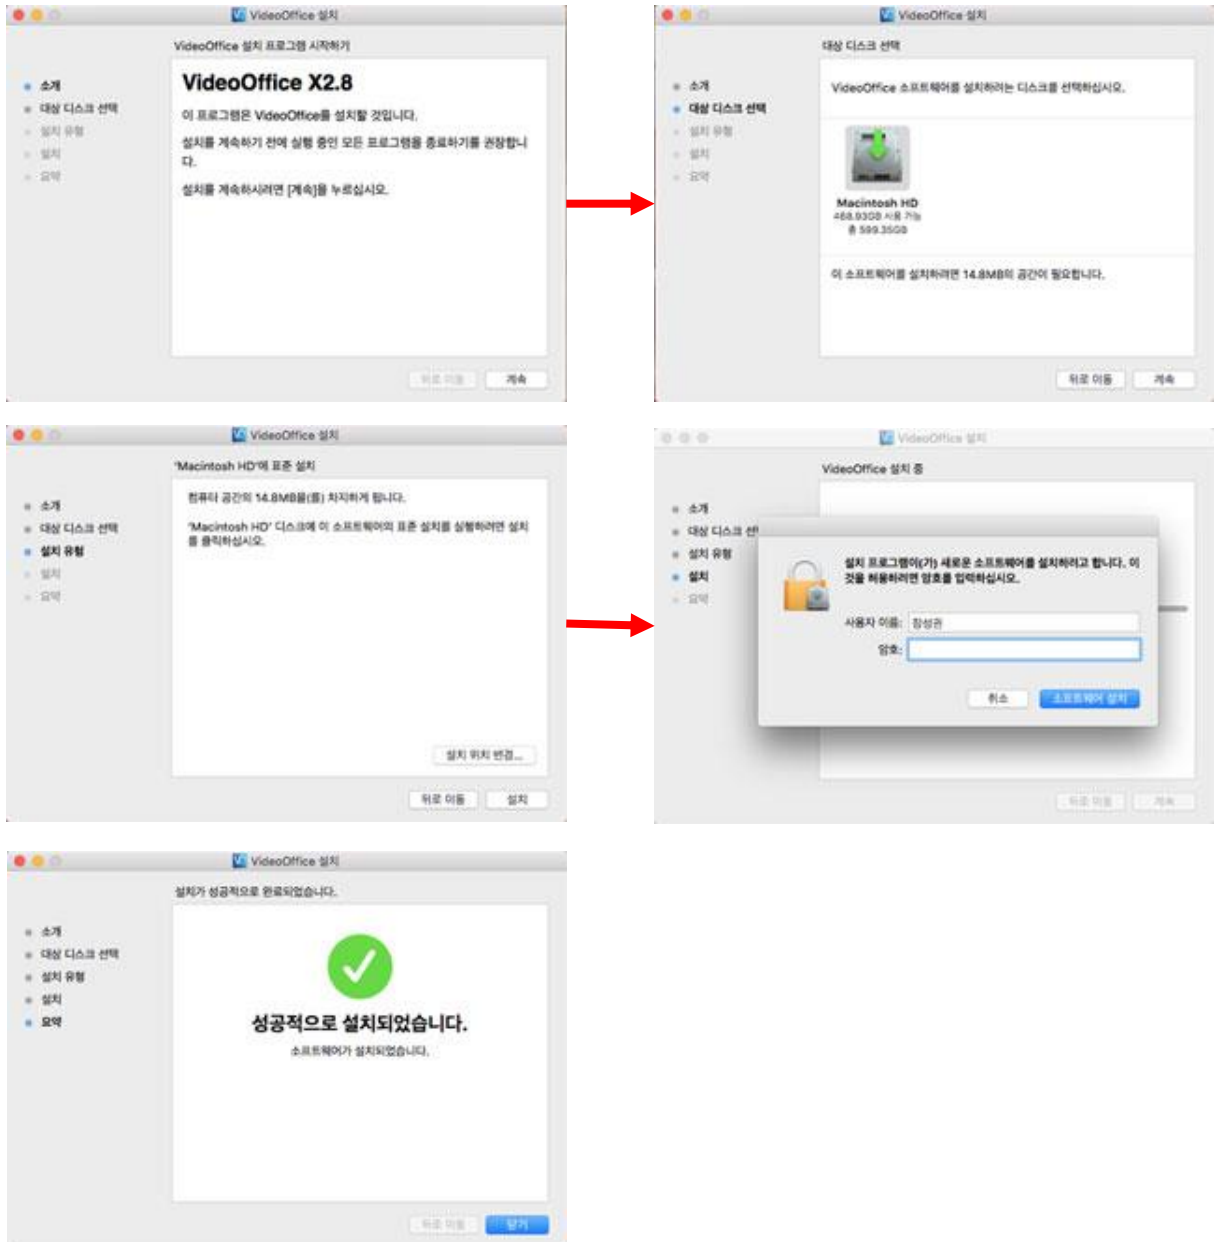 VideoOffice 설치
VideoOffice 설치 프로그램 시작하기
소개
대상 디스크 선택
설치 유형
설치
요약
VideoOffice X2.8
이 프로그램은 VideoOffice를 설치할 것입니다.
설치를 계속하기 전에 실행 중인 모든 프로그램을 종료하기를 권장합니
다.
설치를 계속하시려면 [계속]을 누르십시오.
뒤로 이동
계속
VideoOffice 설치
대상 디스크 선택
소개
대상 디스크 선택
설치 유형
설치
요약
VideoOffice 소프트웨어를 설치하려는 디스크를 선택하십시오.
Macintosh HD
468.93GB 사용 가능
총 599.35GB
이 소프트웨어를 설치하려면 14.8MB의 공간이 필요합니다.
뒤로 이동
계속
VideoOffice 설치
'Macintosh HD'에 표준 설치
소개
대상 디스크 선택
설치 유형
설치
요약
컴퓨터 공간의 14.8MB을(를) 차지하게 됩니다.
'Macintosh HD' 디스크에 이 소프트웨어의 표준 설치를 실행하려면 설치
를 클릭하십시오.
설치 위치 변경...
뒤로 이동
설치
VideoOffice 설치
VideoOffice 설치 중
소개
대상 디스크 선
설치 유형
설치
요약
설치 프로그램이(가) 새로운 소프트웨어를 설치하려고 합니다. 이
것을 허용하려면 암호를 입력하십시오.
사용자 이름: 장성권
암호:
취소
소프트웨어 설치
뒤로 이동
계속
VideoOffice 설치
설치가 성공적으로 완료되었습니다.
소개
대상 디스크 선택
설치 유형
설치
요약
성공적으로 설치되었습니다.
소프트웨어가 설치되었습니다.
뒤로 이동
닫기